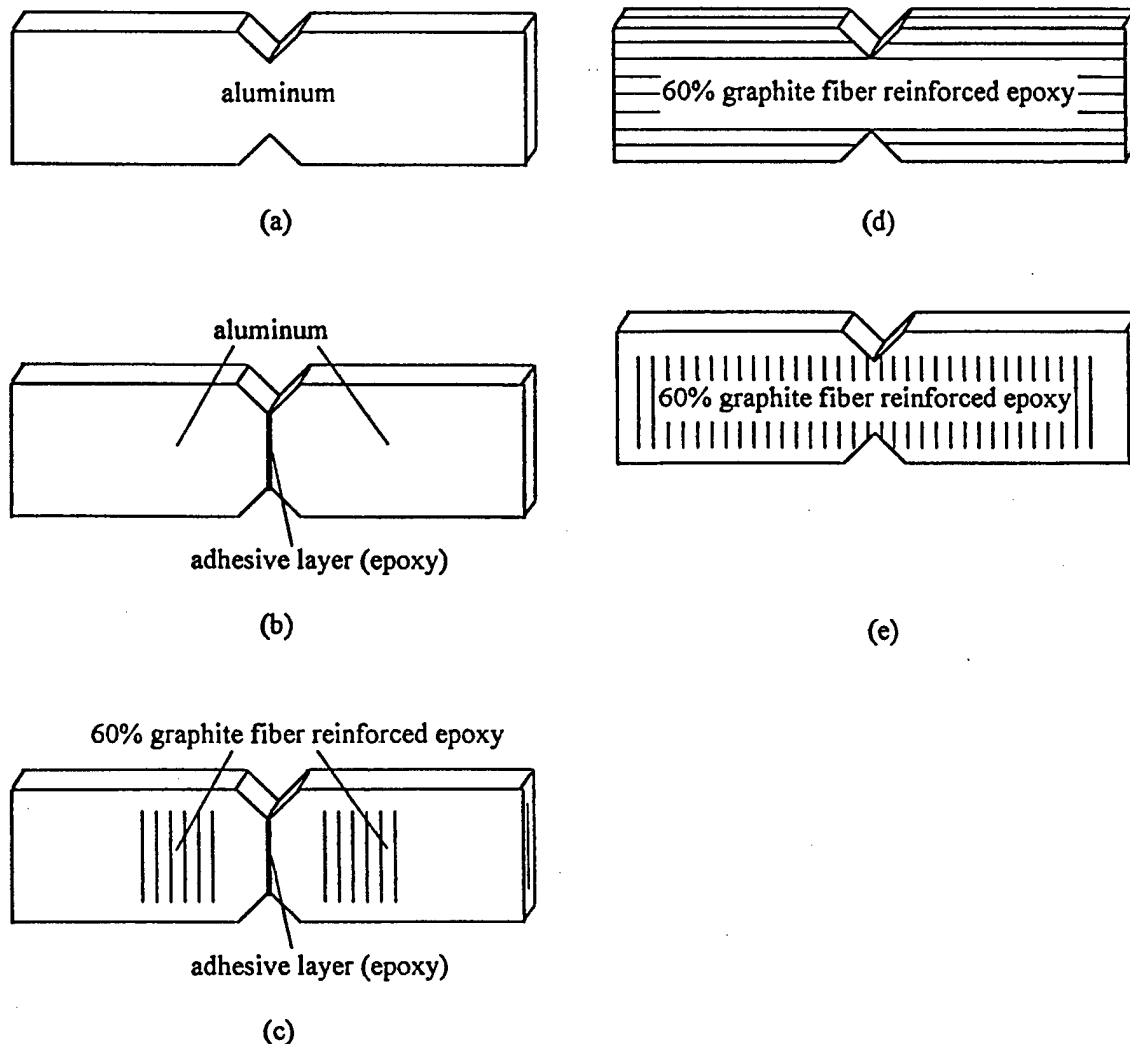 aluminum
(a)
aluminum
adhesive layer (epoxy)
(b)
60% graphite fiber reinforced epoxy
adhesive layer (epoxy)
(c)
60% graphite fiber reinforced epoxy
(d)
60% graphite fiber reinforced epoxy
(e)